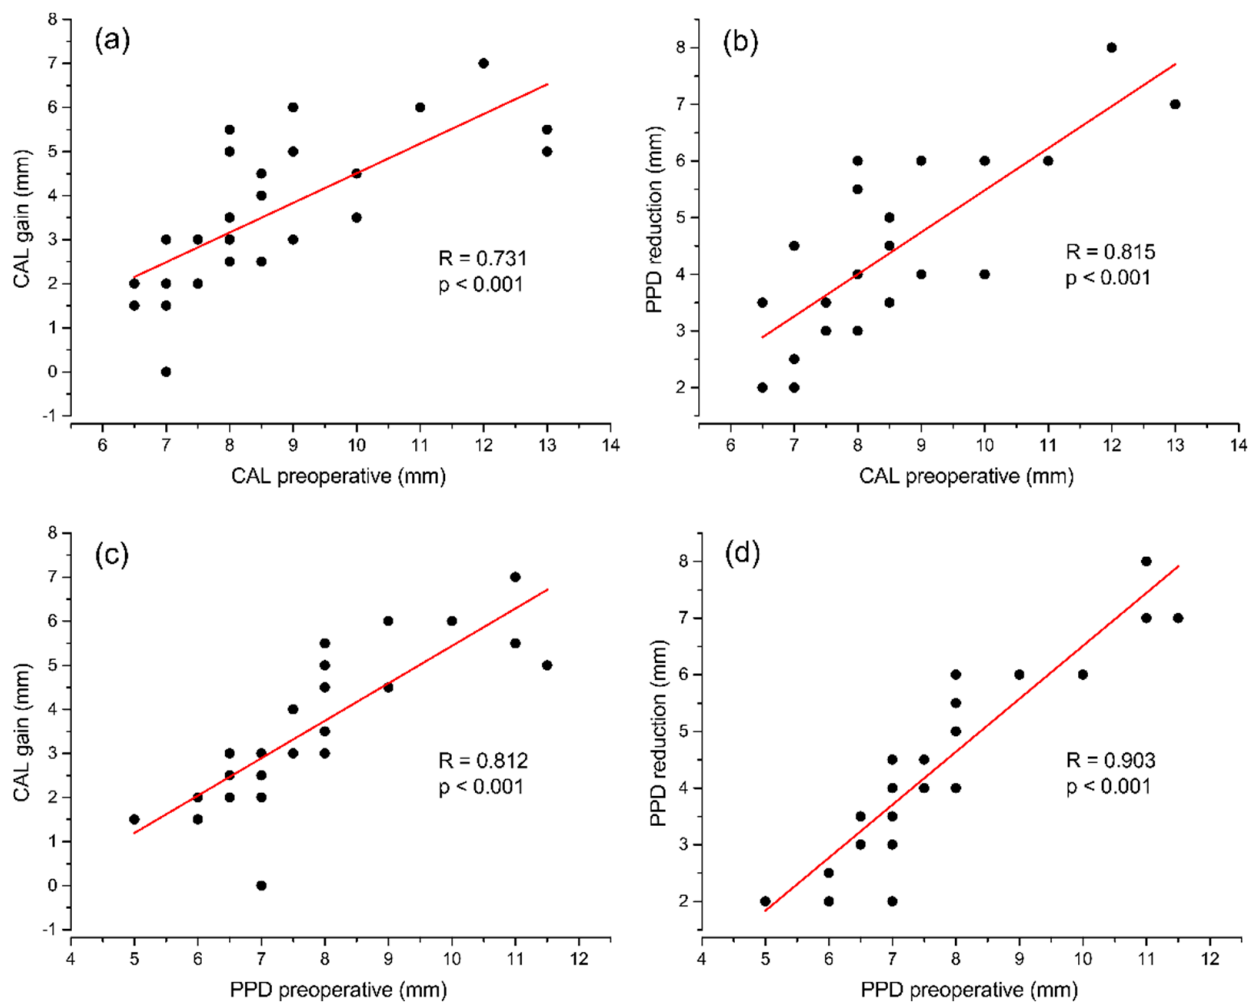 (a)
8
7
6
5
4
3
2
1
0
-1
CAL gain (mm)
R = 0.731
p < 0.001
6 7 8 9 10 11 12 13 14
CAL preoperative (mm)
(b)
8
7
6
5
4
3
2
PPD reduction (mm)
R = 0.815
p < 0.001
6 7 8 9 10 11 12 13 14
CAL preoperative (mm)
(c)
8
7
6
5
4
3
2
1
0
-1
CAL gain (mm)
R = 0.812
p < 0.001
4 5 6 7 8 9 10 11 12
PPD preoperative (mm)
(d)
8
7
6
5
4
3
2
PPD reduction (mm)
R = 0.903
p < 0.001
4 5 6 7 8 9 10 11 12
PPD preoperative (mm)